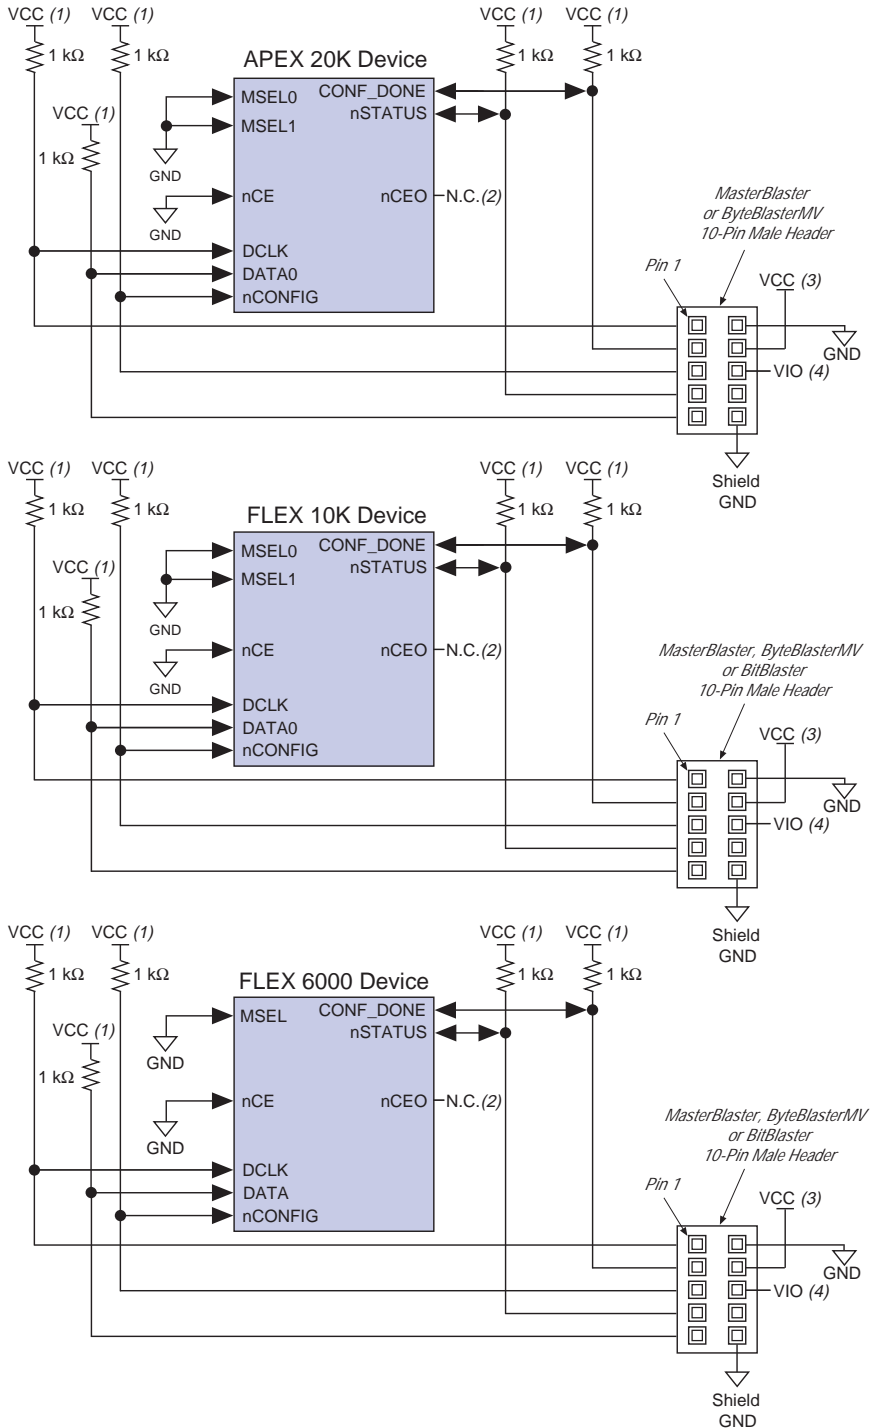 VCC (1) VCC (1) VCC (1) VCC (1)
1 kΩ 1 kΩ 1 kΩ 1 kΩ
APEX 20K Device
VCC (1)
1 kΩ
MSEL0
MSEL1
GND
nCE
GND
DCLK
DATA0
nCONFIG
CONF_DONE
nSTATUS
nCEO N.C.(2)
MasterBlaster
or ByteBlasterMV
10-Pin Male Header
Pin 1
VCC (3)
GND
VIO (4)
Shield
GND
VCC (1) VCC (1) VCC (1) VCC (1)
1 kΩ 1 kΩ 1 kΩ 1 kΩ
FLEX 10K Device
VCC (1)
1 kΩ
MSEL0
MSEL1
GND
nCE
GND
DCLK
DATA0
nCONFIG
CONF_DONE
nSTATUS
nCEO N.C.(2)
MasterBlaster, ByteBlasterMV
or BitBlaster
10-Pin Male Header
Pin 1
VCC (3)
GND
VIO (4)
Shield
GND
VCC (1) VCC (1) VCC (1) VCC (1)
1 kΩ 1 kΩ 1 kΩ 1 kΩ
FLEX 6000 Device
VCC (1)
1 kΩ
MSEL
GND
nCE
GND
DCLK
DATA
nCONFIG
CONF_DONE
nSTATUS
nCEO N.C.(2)
MasterBlaster, ByteBlasterMV
or BitBlaster
10-Pin Male Header
Pin 1
VCC (3)
GND
VIO (4)
Shield
GND